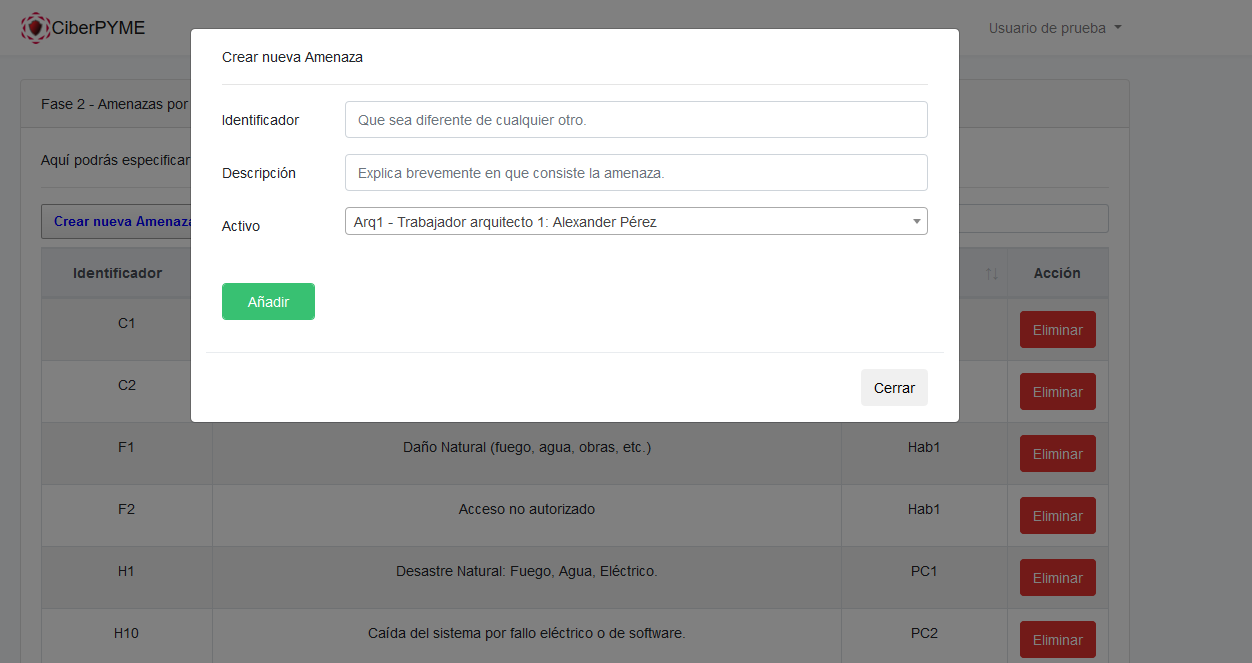 CiberPYME
Usuario de prueba
Crear nueva Amenaza
Identificador
Que sea diferente de cualquier otro.
Descripción
Explica brevemente en que consiste la amenaza.
Activo
Arq1 - Trabajador arquitecto 1: Alexander Pérez
Añadir
Cerrar
Fase 2 - Amenazas por
Aquí podrás especificar
Crear nueva Amenaza
Identificador
Acción
C1
Eliminar
C2
Eliminar
F1 Daño Natural (fuego, agua, obras, etc.) Hab1 Eliminar
F2 Acceso no autorizado Hab1 Eliminar
H1 Desastre Natural: Fuego, Agua, Eléctrico. PC1 Eliminar
H10 Caída del sistema por fallo eléctrico o de software. PC2 Eliminar